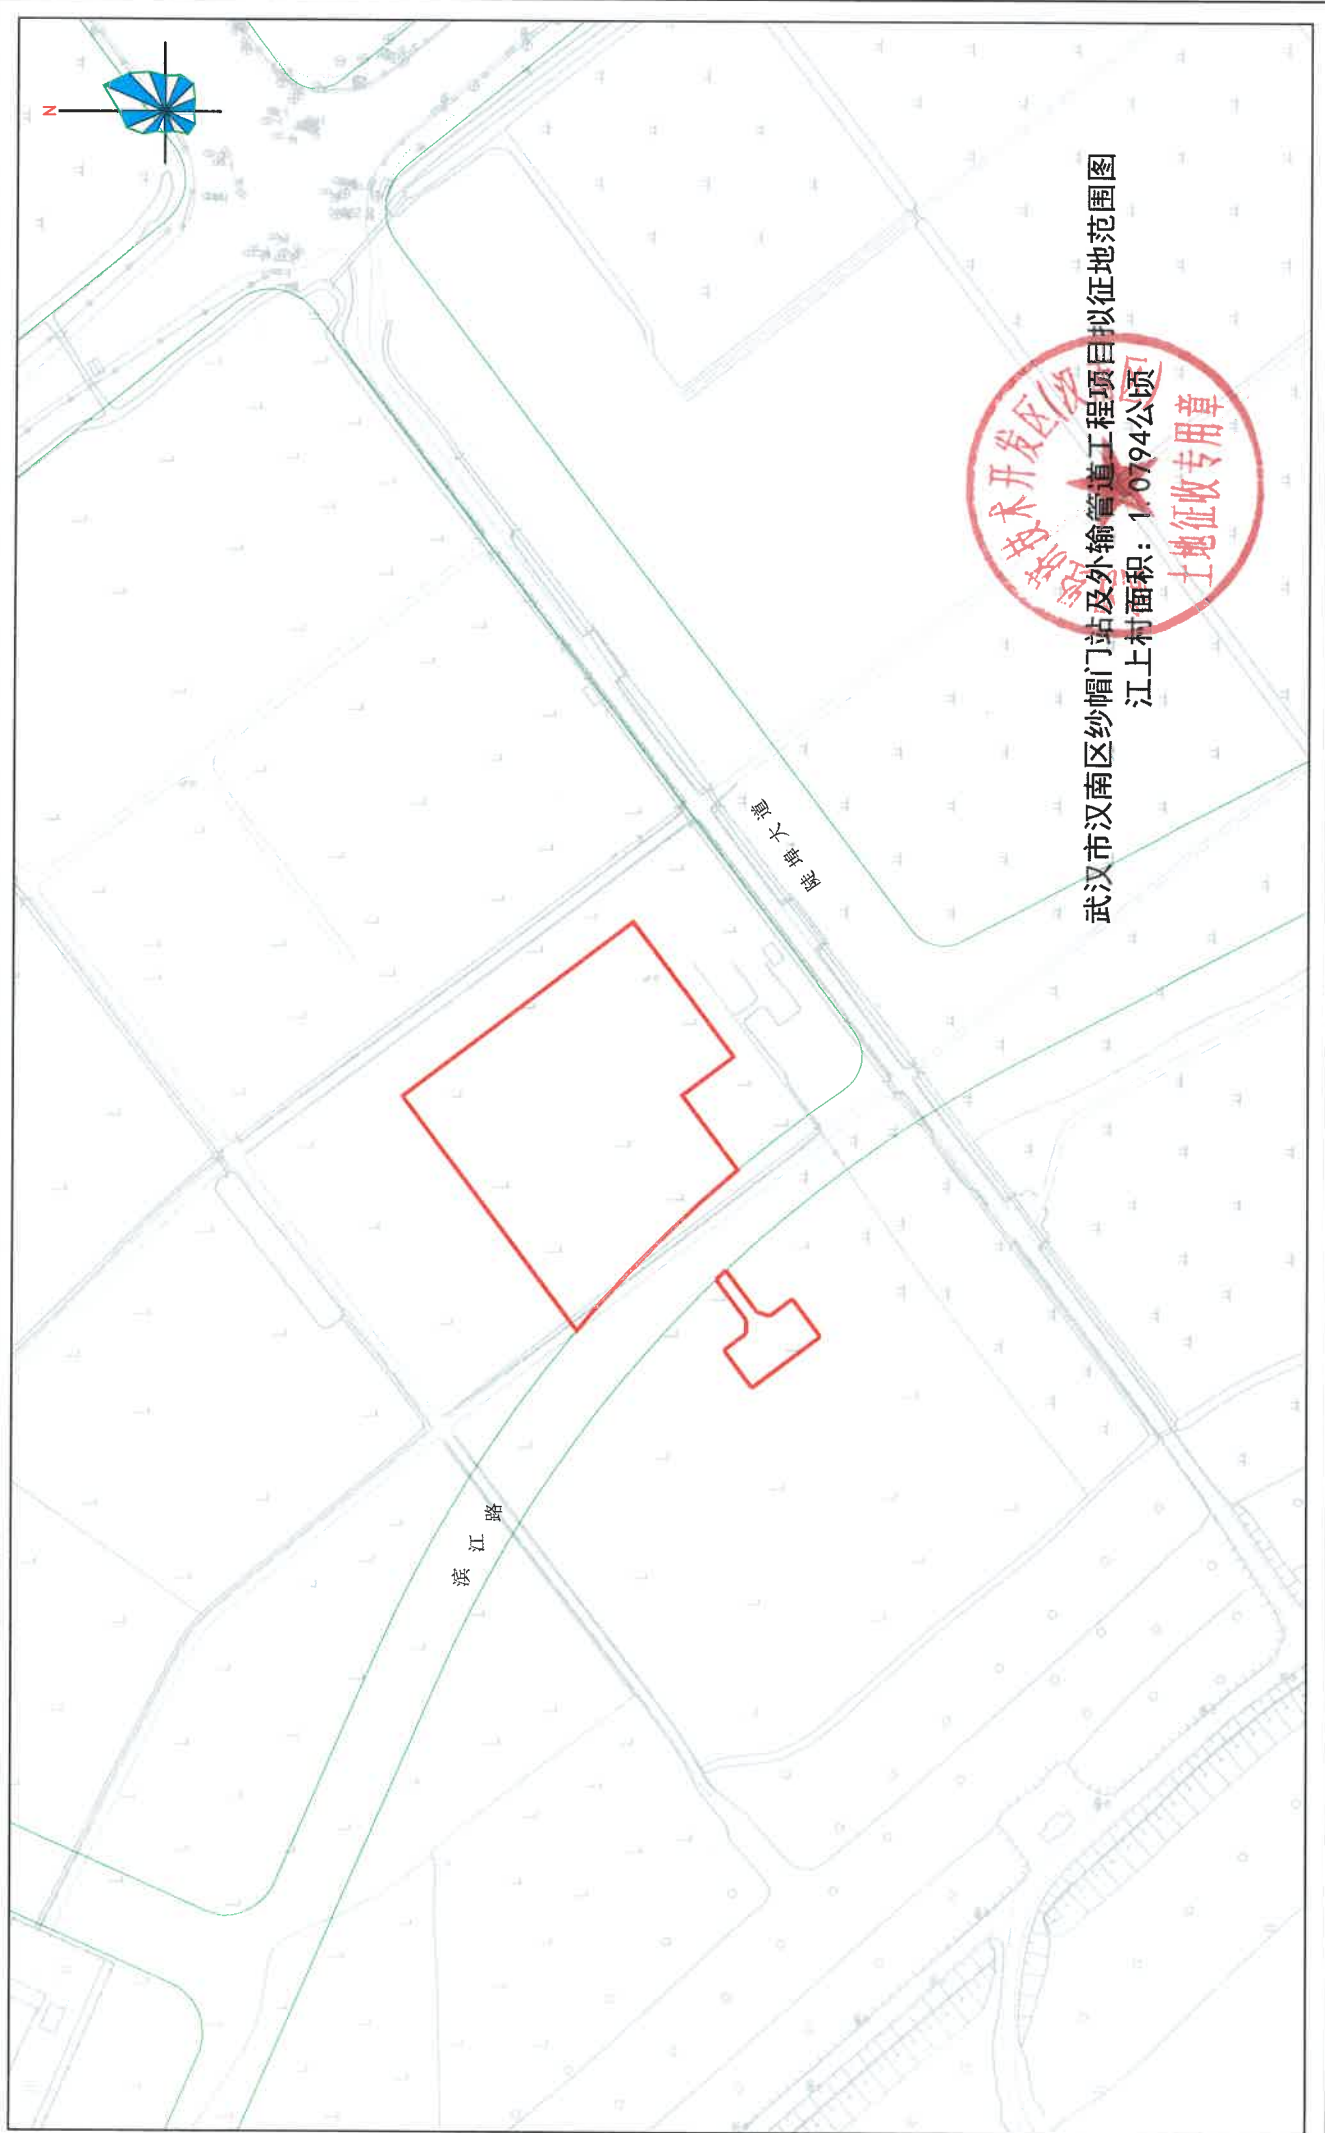 N
武汉市汉南区纱帽门站及外输管道工程项目拟征地范围图
江上村面积：1.0794公顷
土地征收专用章
陡埠大道
滨江路